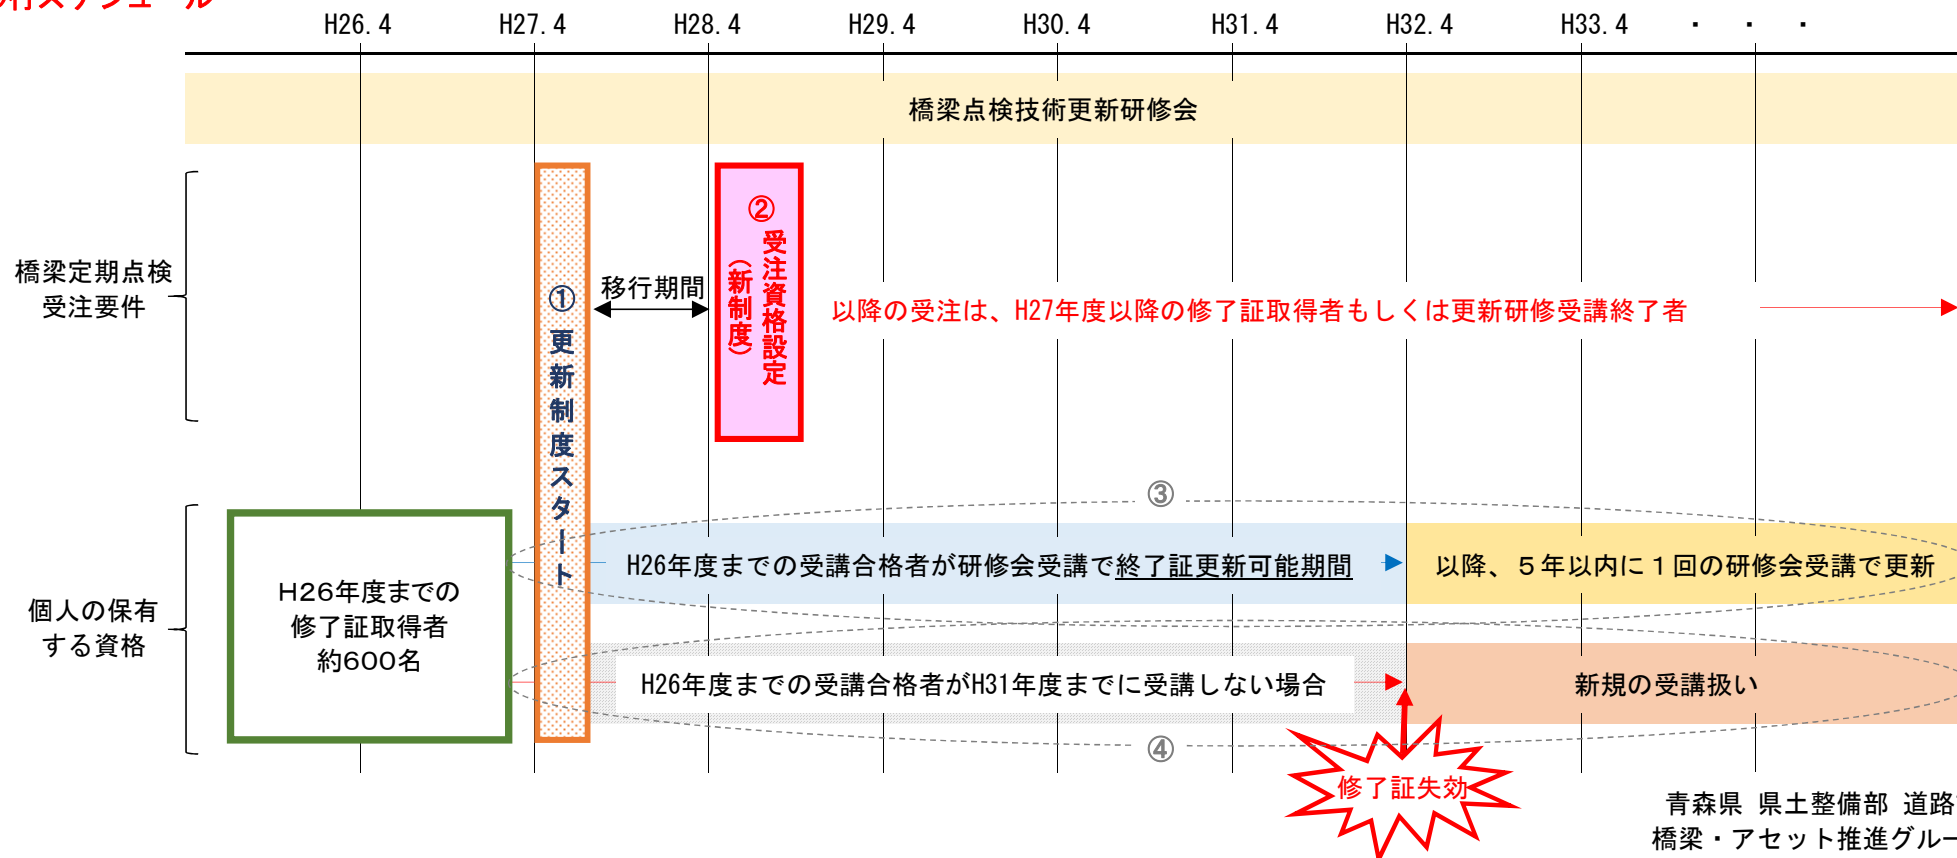 スケジュール
H26.4 H27.4 H28.4 H29.4 H30.4 H31.4 H32.4 H33.4 ・ ・ ・
橋梁点検技術更新研修会
橋梁定期点検
受注要件
① 更新制度スタート
移行期間
② 受注資格設定
（新制度）
以降の受注は、H27年度以降の修了証取得者もしくは更新研修受講終了者
個人の保有
する資格
H26年度までの
修了証取得者
約600名
③
H26年度までの受講合格者が研修会受講で終了証更新可能期間
以降、５年以内に１回の研修会受講で更新
H26年度までの受講合格者がH31年度までに受講しない場合
新規の受講扱い
④
修了証失効
青森県 県土整備部 道路
橋梁・アセット推進グルー